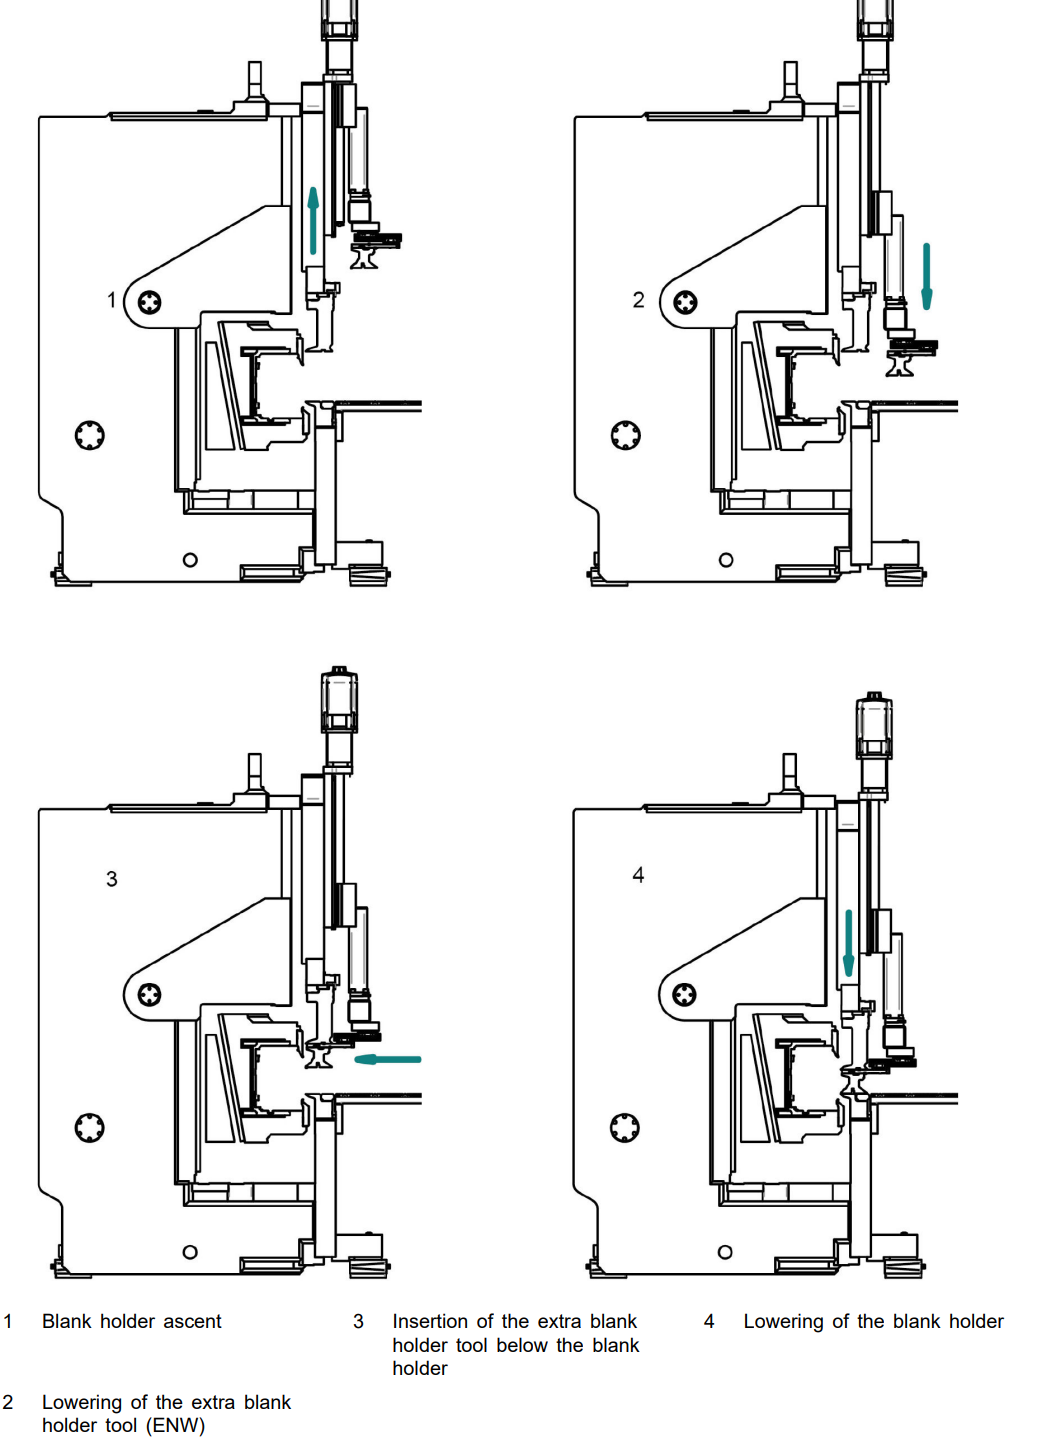 1
2
3
4
1 Blank holder ascent
2 Lowering of the extra blank
holder tool (ENW)
3 Insertion of the extra blank
holder tool below the blank
holder
4 Lowering of the blank holder